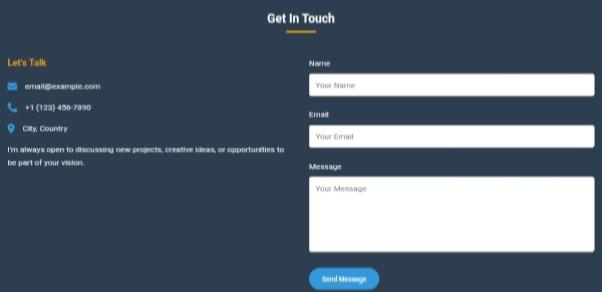 Get In Touch
Let's Talk
email@example.com
+1 (123) 456-7890
City, Country
I'm always open to discussing new projects, creative ideas, or opportunities to
be part of your vision.
Name
Your Name
Email
Your Email
Message
Your Message
Send Message